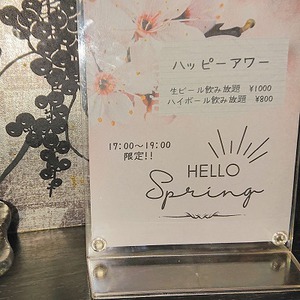 ハッピーアワー
生ビール飲み放題 ¥1000
ハイボール飲み放題 ¥800
17:00〜19:00
限定!!
HELLO
Spring